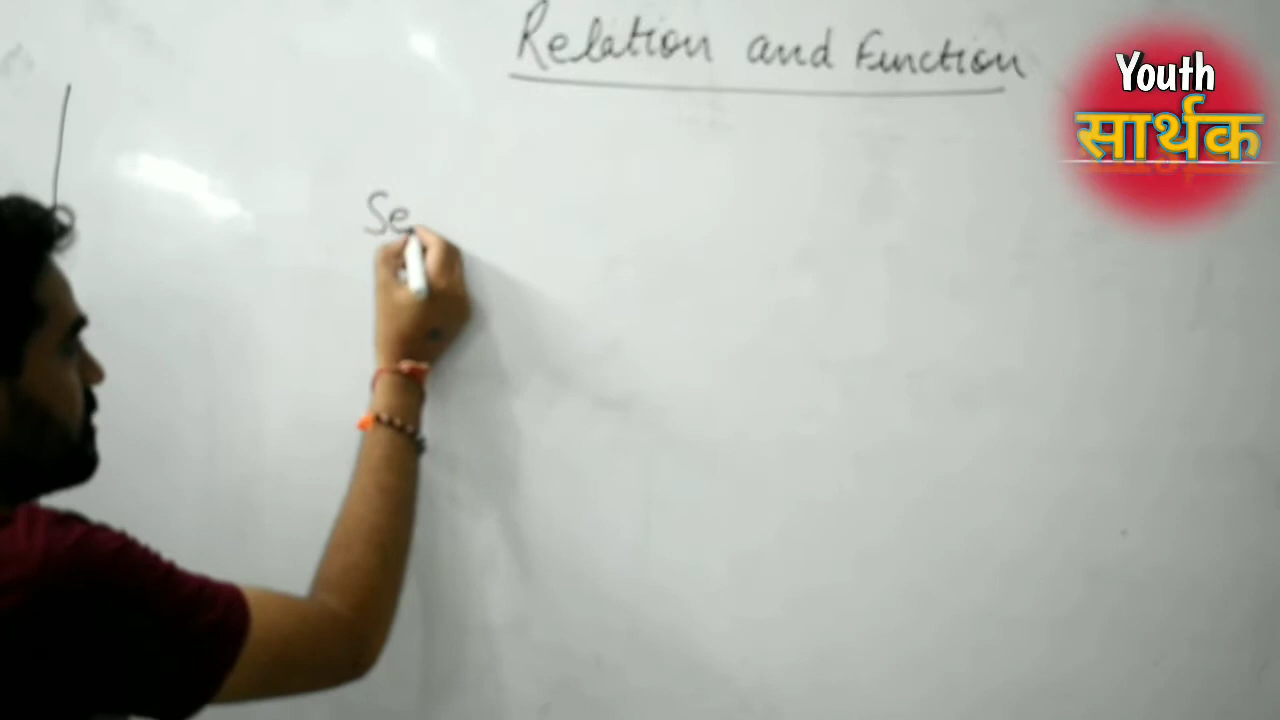 Relation and Function
Youth
सार्थक
Se